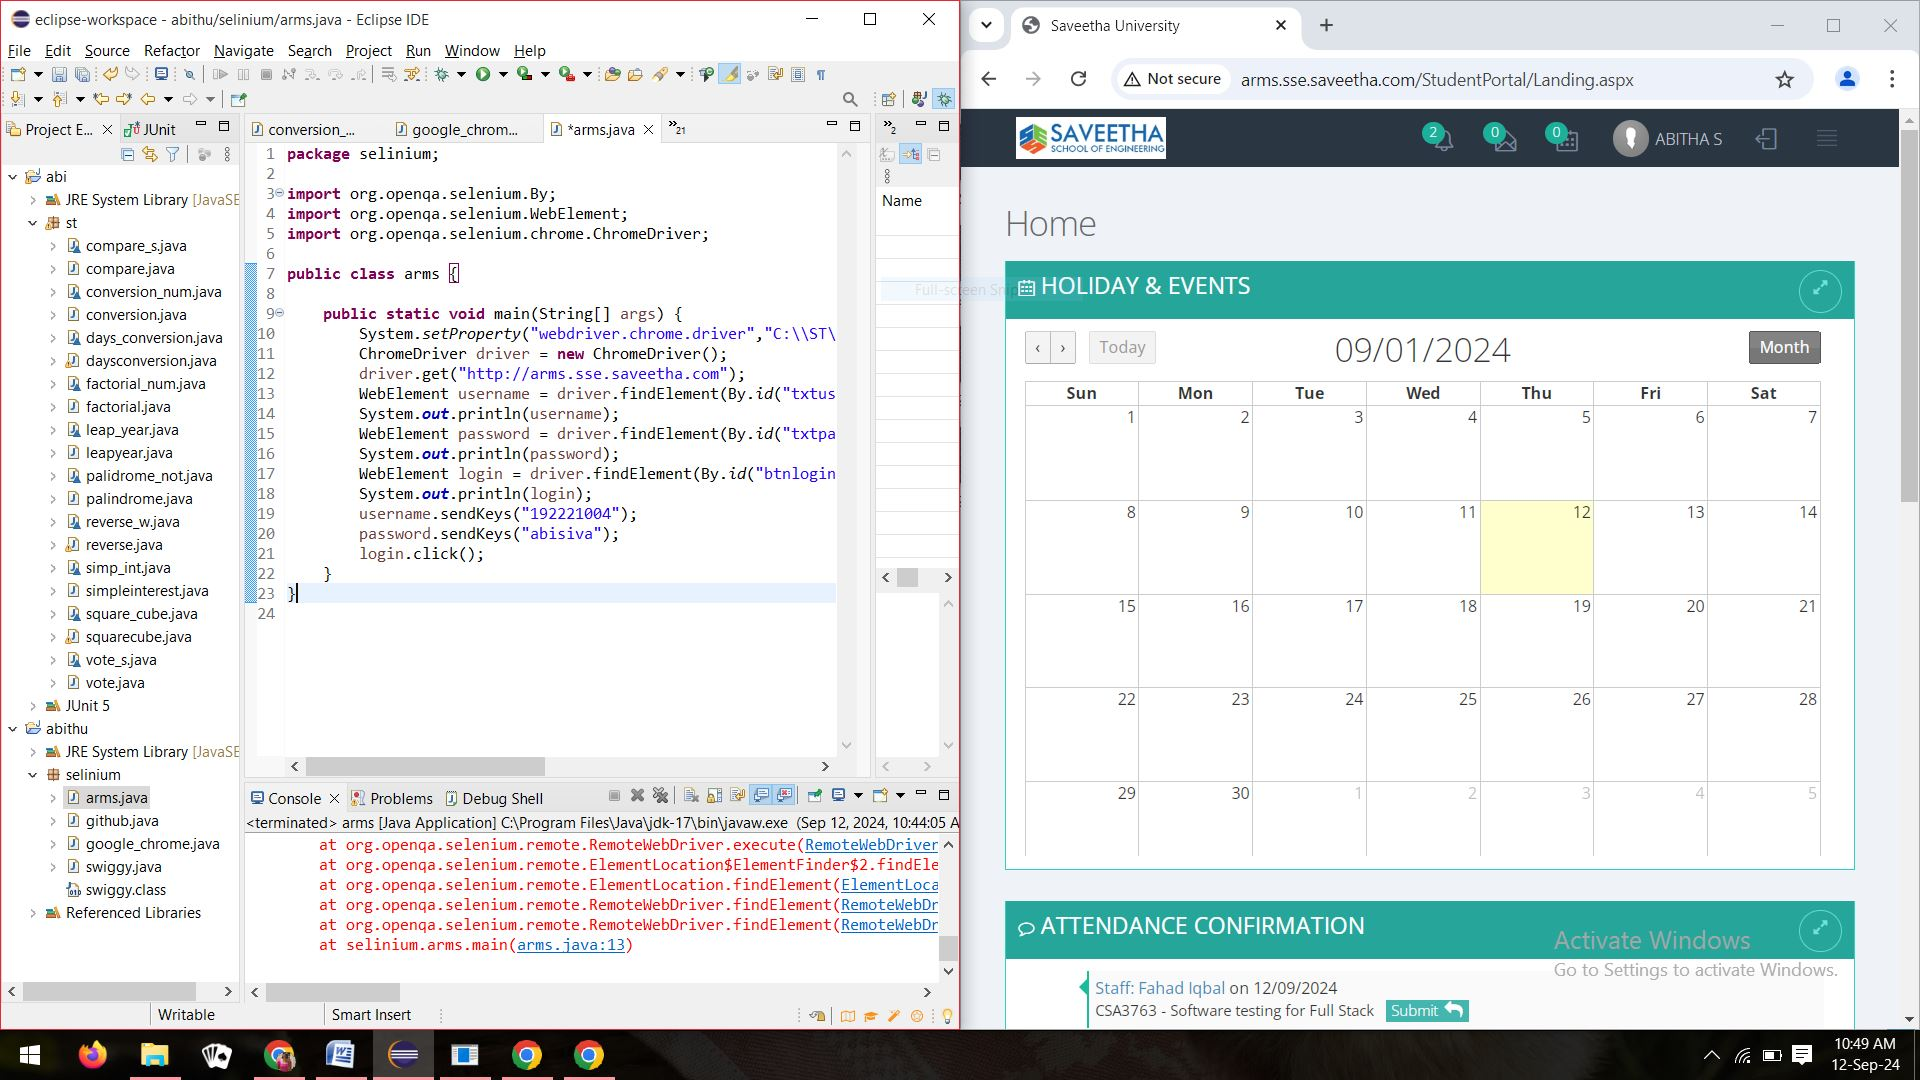 eclipse-workspace - abithu/selinium/arms.java - Eclipse IDE
File Edit Source Refactor Navigate Search Project Run Window Help
Project E... JUnit
abi
JRE System Library [JavaSE
st
compare_s.java
compare.java
conversion_num.java
conversion.java
days_conversion.java
daysconversion.java
factorial_num.java
factorial.java
leap_year.java
leapyear.java
palidrome_not.java
palindrome.java
reverse_w.java
reverse.java
simp_int.java
simpleinterest.java
square_cube.java
squarecube.java
vote_s.java
vote.java
JUnit 5
abithu
JRE System Library [JavaSE
selinium
arms.java
github.java
google_chrome.java
swiggy.java
swiggy.class
Referenced Libraries
conversion_... google_chrom... *arms.java »21
1 package selinium;
2
3 import org.openqa.selenium.By;
4 import org.openqa.selenium.WebElement;
5 import org.openqa.selenium.chrome.ChromeDriver;
6
7 public class arms {
8
9 public static void main(String[] args) {
10 System.setProperty("webdriver.chrome.driver","C:\\ST\
11 ChromeDriver driver = new ChromeDriver();
12 driver.get("http://arms.sse.saveetha.com");
13 WebElement username = driver.findElement(By.id("txtus
14 System.out.println(username);
15 WebElement password = driver.findElement(By.id("txtpa
16 System.out.println(password);
17 WebElement login = driver.findElement(By.id("btnlogin
18 System.out.println(login);
19 username.sendKeys("192221004");
20 password.sendKeys("abisiva");
21 login.click();
22 }
23 }
24
»2
Name
Full-screen Snip
Console Problems Debug Shell
<terminated> arms [Java Application] C:\Program Files\Java\jdk-17\bin\javaw.exe (Sep 12, 2024, 10:44:05 A
at org.openqa.selenium.remote.RemoteWebDriver.execute(RemoteWebDriver
at org.openqa.selenium.remote.ElementLocation$ElementFinder$2.findEle
at org.openqa.selenium.remote.ElementLocation.findElement(ElementLoca
at org.openqa.selenium.remote.RemoteWebDriver.findElement(RemoteWebDr
at org.openqa.selenium.remote.RemoteWebDriver.findElement(RemoteWebDr
at selinium.arms.main(arms.java:13)
Writable Smart Insert
Saveetha University
Not secure arms.sse.saveetha.com/StudentPortal/Landing.aspx
SAVEETHA
SCHOOL OF ENGINEERING
2 0 0 ABITHA S
Home
HOLIDAY & EVENTS
‹ › Today 09/01/2024 Month
Sun Mon Tue Wed Thu Fri Sat
1 2 3 4 5 6 7
8 9 10 11 12 13 14
15 16 17 18 19 20 21
22 23 24 25 26 27 28
29 30 1 2 3 4 5
ATTENDANCE CONFIRMATION
Activate Windows
Go to Settings to activate Windows.
Staff: Fahad Iqbal on 12/09/2024
CSA3763 - Software testing for Full Stack Submit
10:49 AM
12-Sep-24